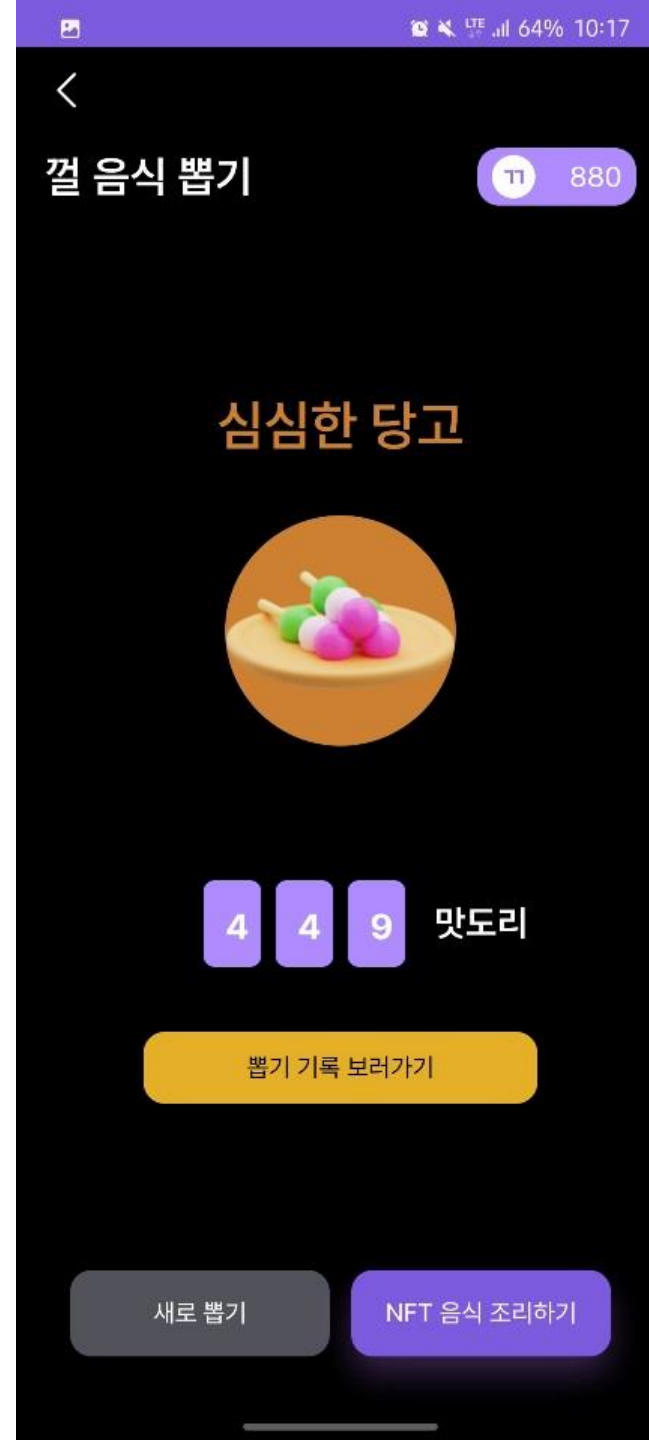 LTE 64% 10:17
껄 음식 뽑기
ㄲ 880
심심한 당고
4 4 9 맛도리
뽑기 기록 보러가기
새로 뽑기
NFT 음식 조리하기